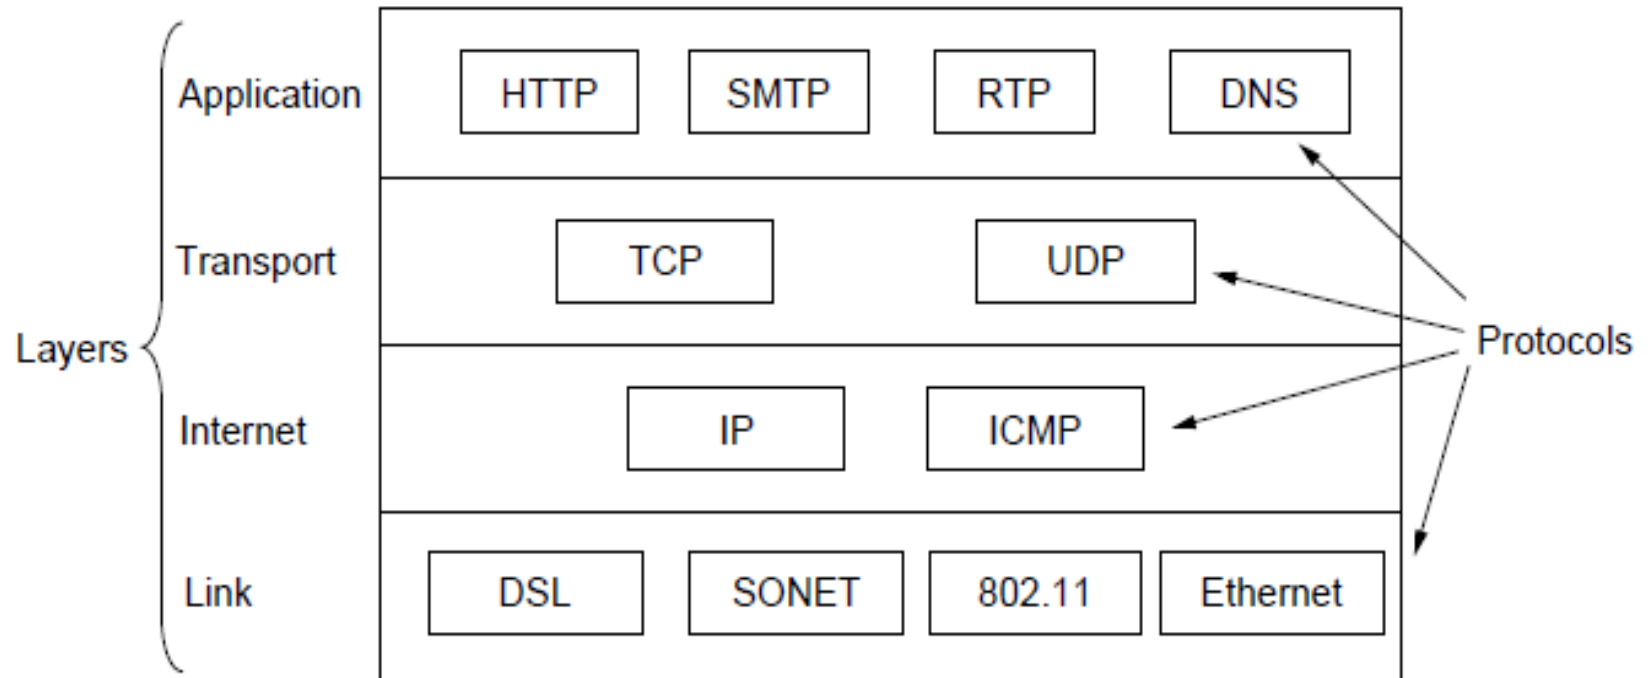 Application HTTP SMTP RTP DNS
Transport TCP UDP
Layers Protocols
Internet IP ICMP
Link DSL SONET 802.11 Ethernet